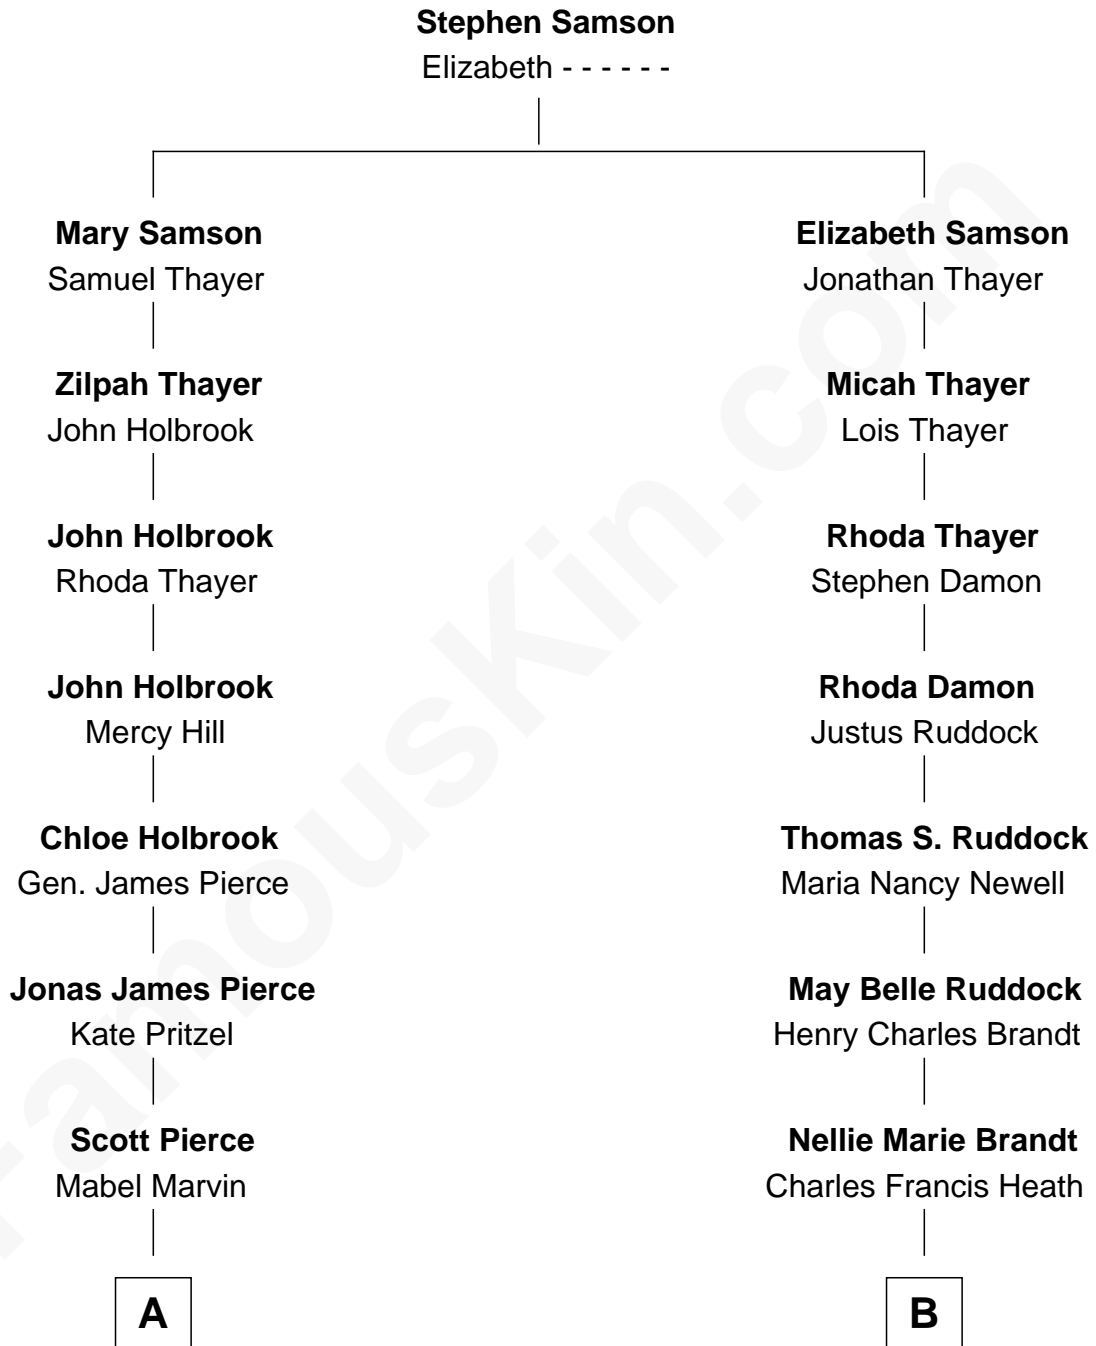 Stephen Samson
Elizabeth - - - - - -
Mary Samson
Samuel Thayer
Elizabeth Samson
Jonathan Thayer
Zilpah Thayer
John Holbrook
Micah Thayer
Lois Thayer
John Holbrook
Rhoda Thayer
Rhoda Thayer
Stephen Damon
John Holbrook
Mercy Hill
Rhoda Damon
Justus Ruddock
Chloe Holbrook
Gen. James Pierce
Thomas S. Ruddock
Maria Nancy Newell
Jonas James Pierce
Kate Pritzel
May Belle Ruddock
Henry Charles Brandt
Scott Pierce
Mabel Marvin
Nellie Marie Brandt
Charles Francis Heath
A
B
FamousKin.com